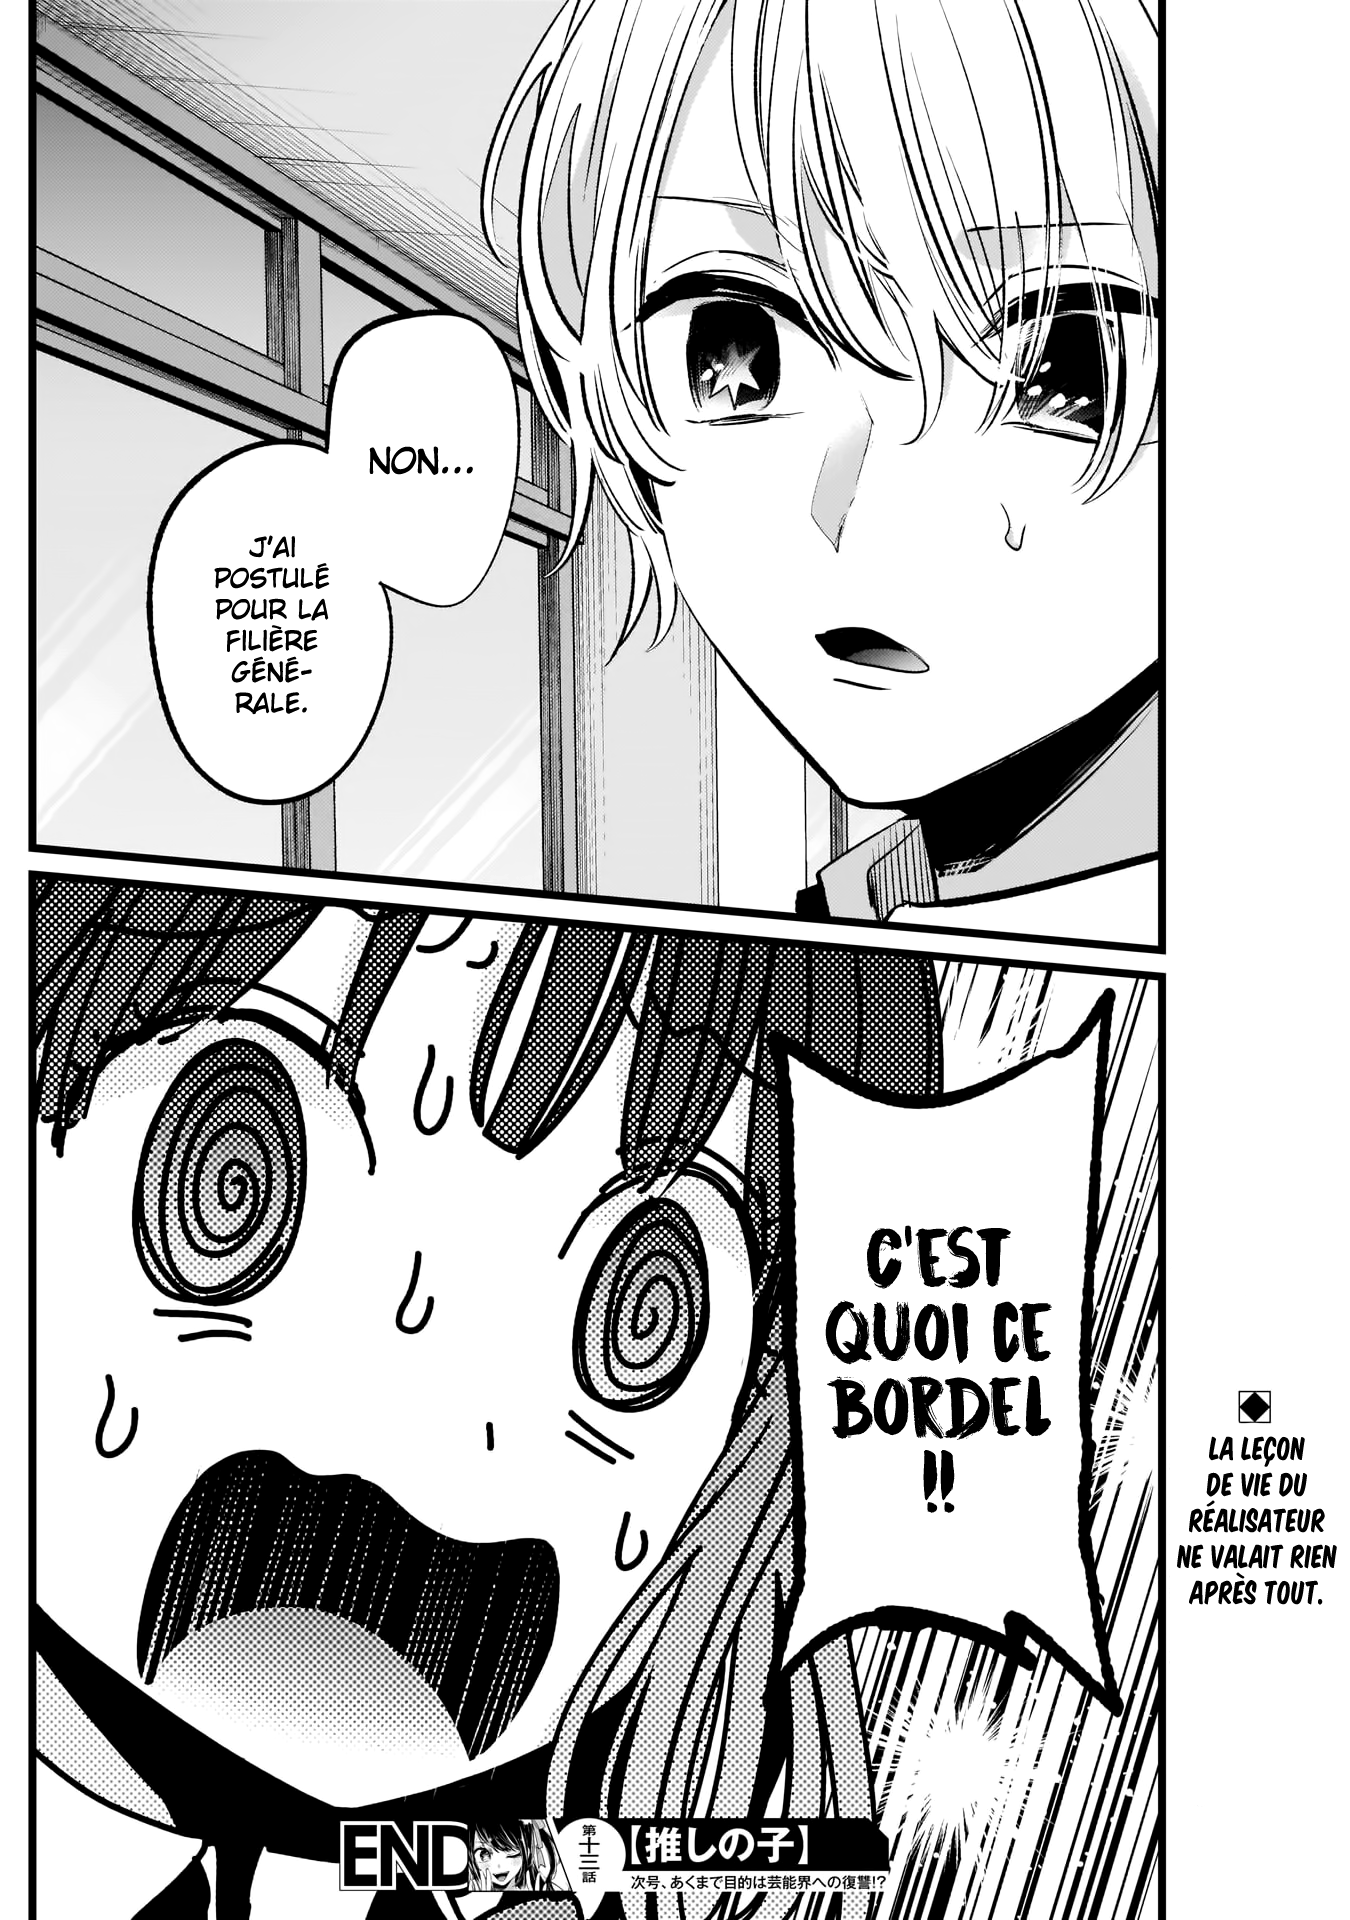 NON...
J'AI
POSTULÉ
POUR LA
FILIÈRE
GÉNÉ-
RALE.
C'EST
QUOI CE
BORDEL
!!
LA LEÇON
DE VIE DU
RÉALISATEUR
NE VALAIT RIEN
APRÈS TOUT.
END
第十三話
【推しの子】
次号、あくまで目的は芸能界への復讐!?